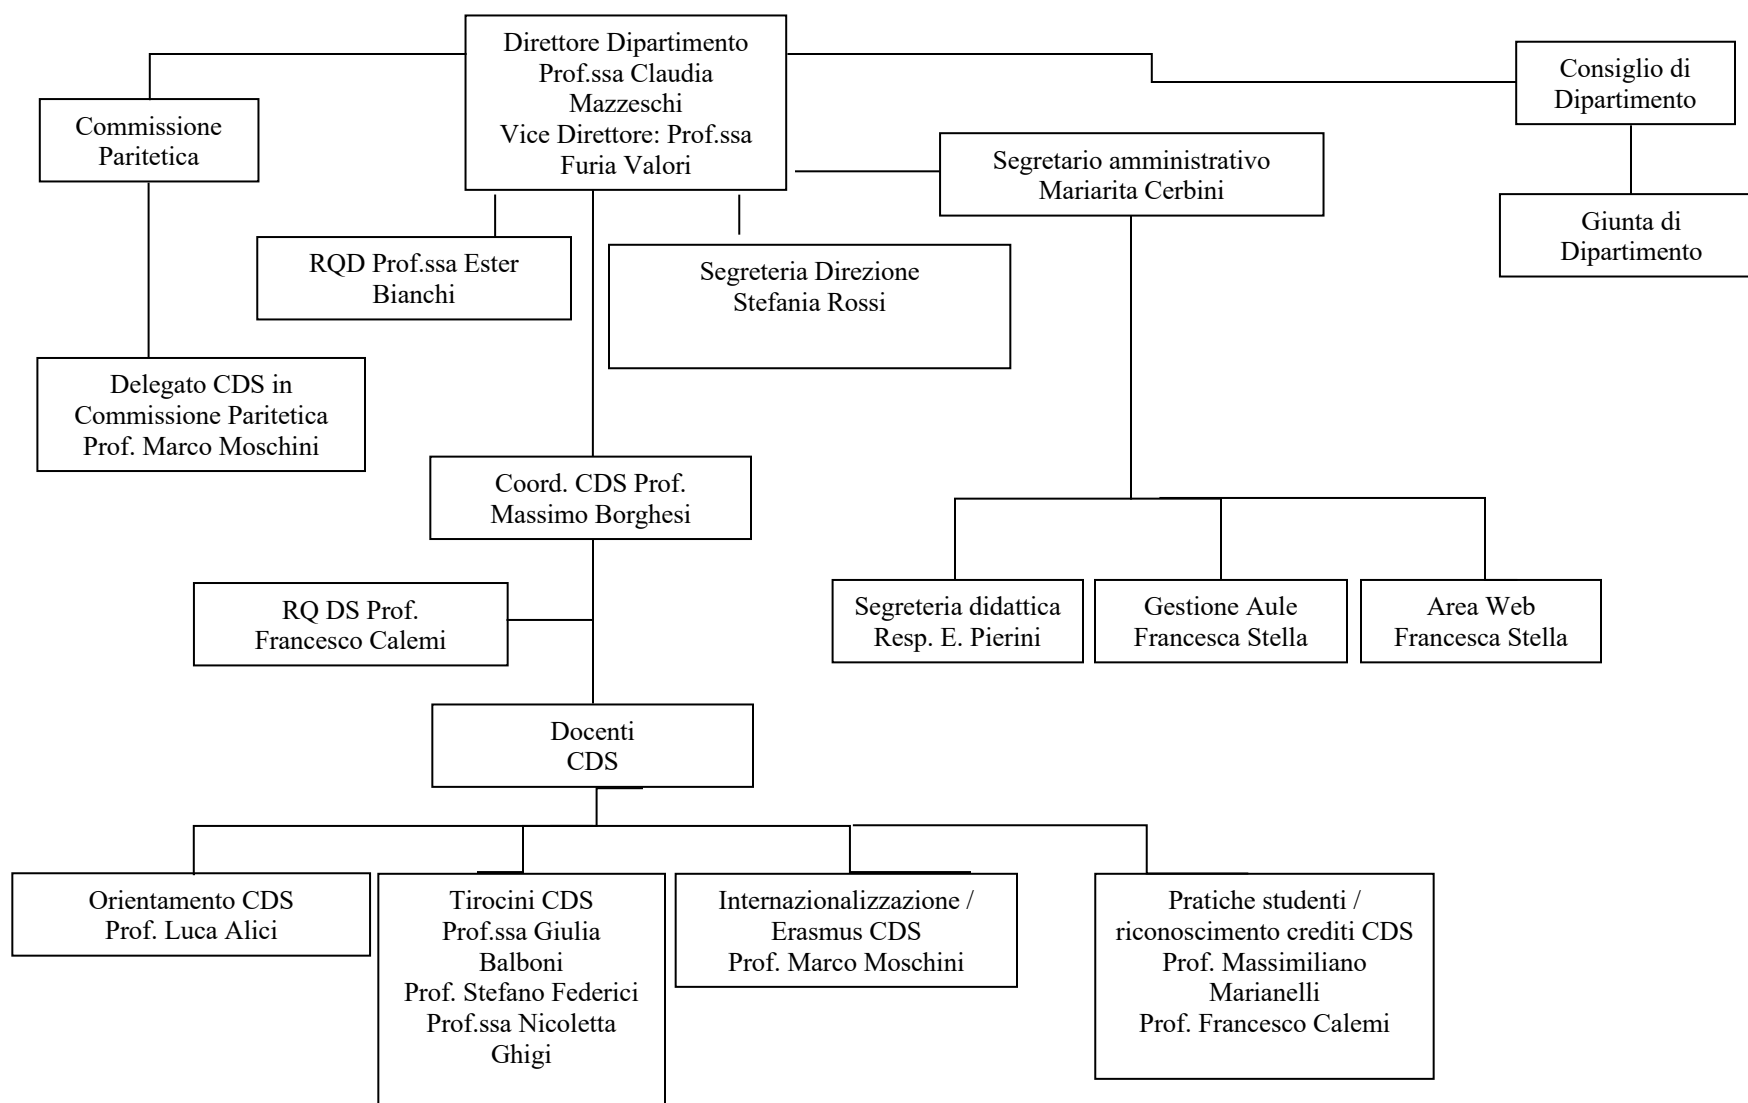 Direttore Dipartimento
Prof.ssa Claudia
Mazzeschi
Vice Direttore: Prof.ssa
Furia Valori
Consiglio di
Dipartimento
Commissione
Paritetica
Segretario amministrativo
Mariarita Cerbini
Giunta di
Dipartimento
RQD Prof.ssa Ester
Bianchi
Segreteria Direzione
Stefania Rossi
Delegato CDS in
Commissione Paritetica
Prof. Marco Moschini
Coord. CDS Prof.
Massimo Borghesi
RQ DS Prof.
Francesco Calemi
Segreteria didattica
Resp. E. Pierini
Gestione Aule
Francesca Stella
Area Web
Francesca Stella
Docenti
CDS
Orientamento CDS
Prof. Luca Alici
Tirocini CDS
Prof.ssa Giulia
Balboni
Prof. Stefano Federici
Prof.ssa Nicoletta
Ghigi
Internazionalizzazione /
Erasmus CDS
Prof. Marco Moschini
Pratiche studenti /
riconoscimento crediti CDS
Prof. Massimiliano
Marianelli
Prof. Francesco Calemi